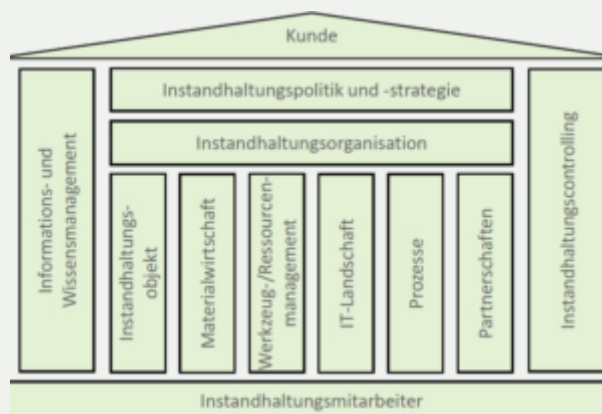 Kunde
Informations- und
Wissensmanagement
Instandhaltungspolitik und -strategie
Instandhaltungsorganisation
Instandhaltungs-
objekt
Materialwirtschaft
Werkzeug-/Ressourcen-
management
IT-Landschaft
Prozesse
Partnerschaften
Instandhaltungscontrolling
Instandhaltungsmitarbeiter